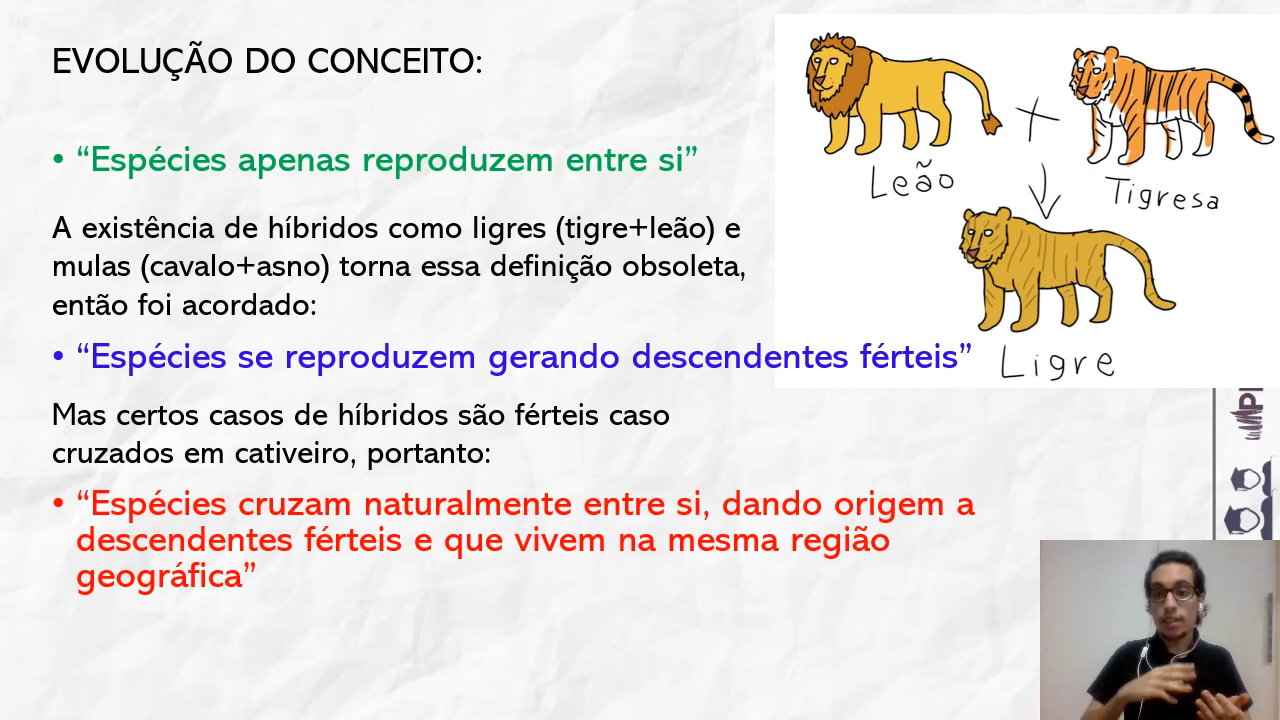 EVOLUÇÃO DO CONCEITO:
• “Espécies apenas reproduzem entre si”
A existência de híbridos como ligres (tigre+leão) e
mulas (cavalo+asno) torna essa definição obsoleta,
então foi acordado:
• “Espécies se reproduzem gerando descendentes férteis”
Mas certos casos de híbridos são férteis caso
cruzados em cativeiro, portanto:
• “Espécies cruzam naturalmente entre si, dando origem a
descendentes férteis e que vivem na mesma região
geográfica”
Leão
+
Tigresa
Ligre